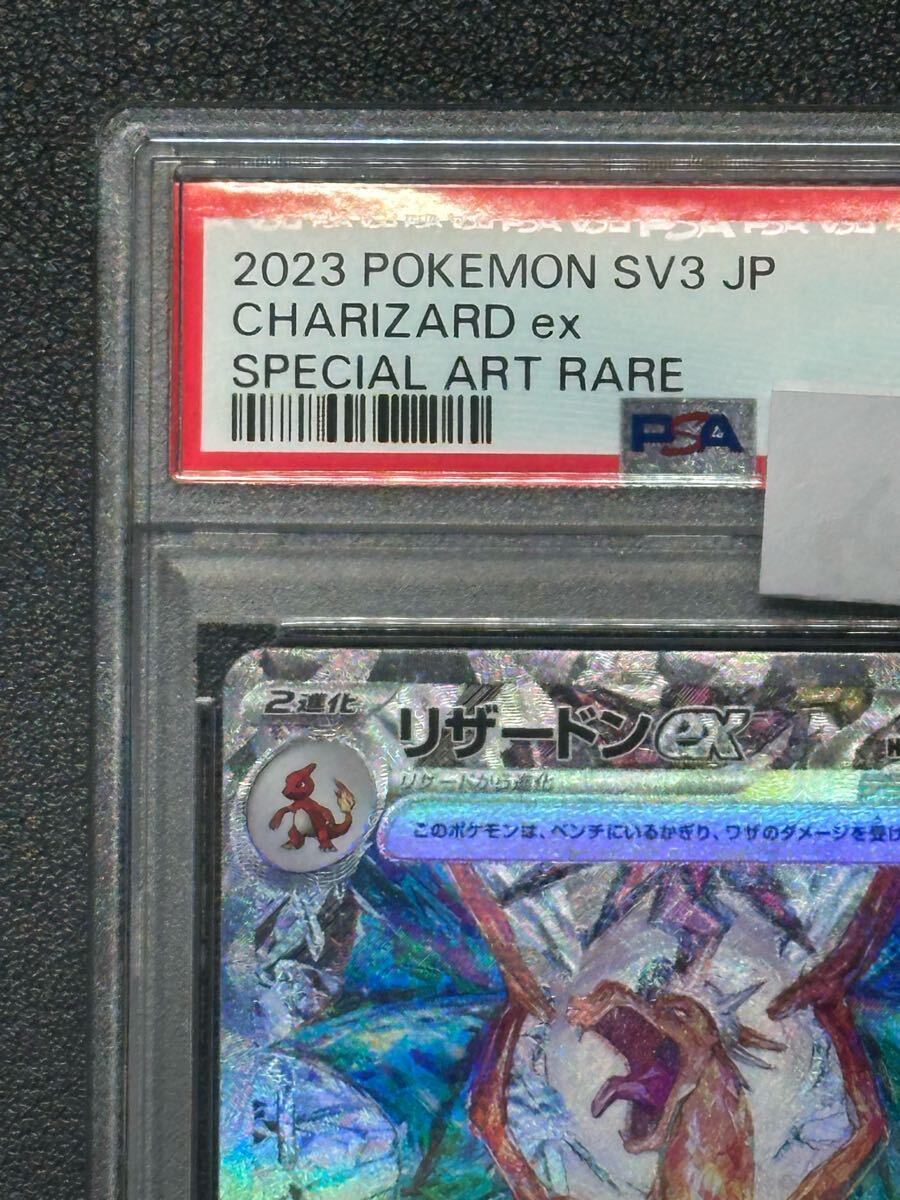 2023 POKEMON SV3 JP
CHARIZARD ex
SPECIAL ART RARE
PSA
2進化
リザードンex
リザードから進化
このポケモンは、ベンチにいるかぎり、ワザのダメージを受け